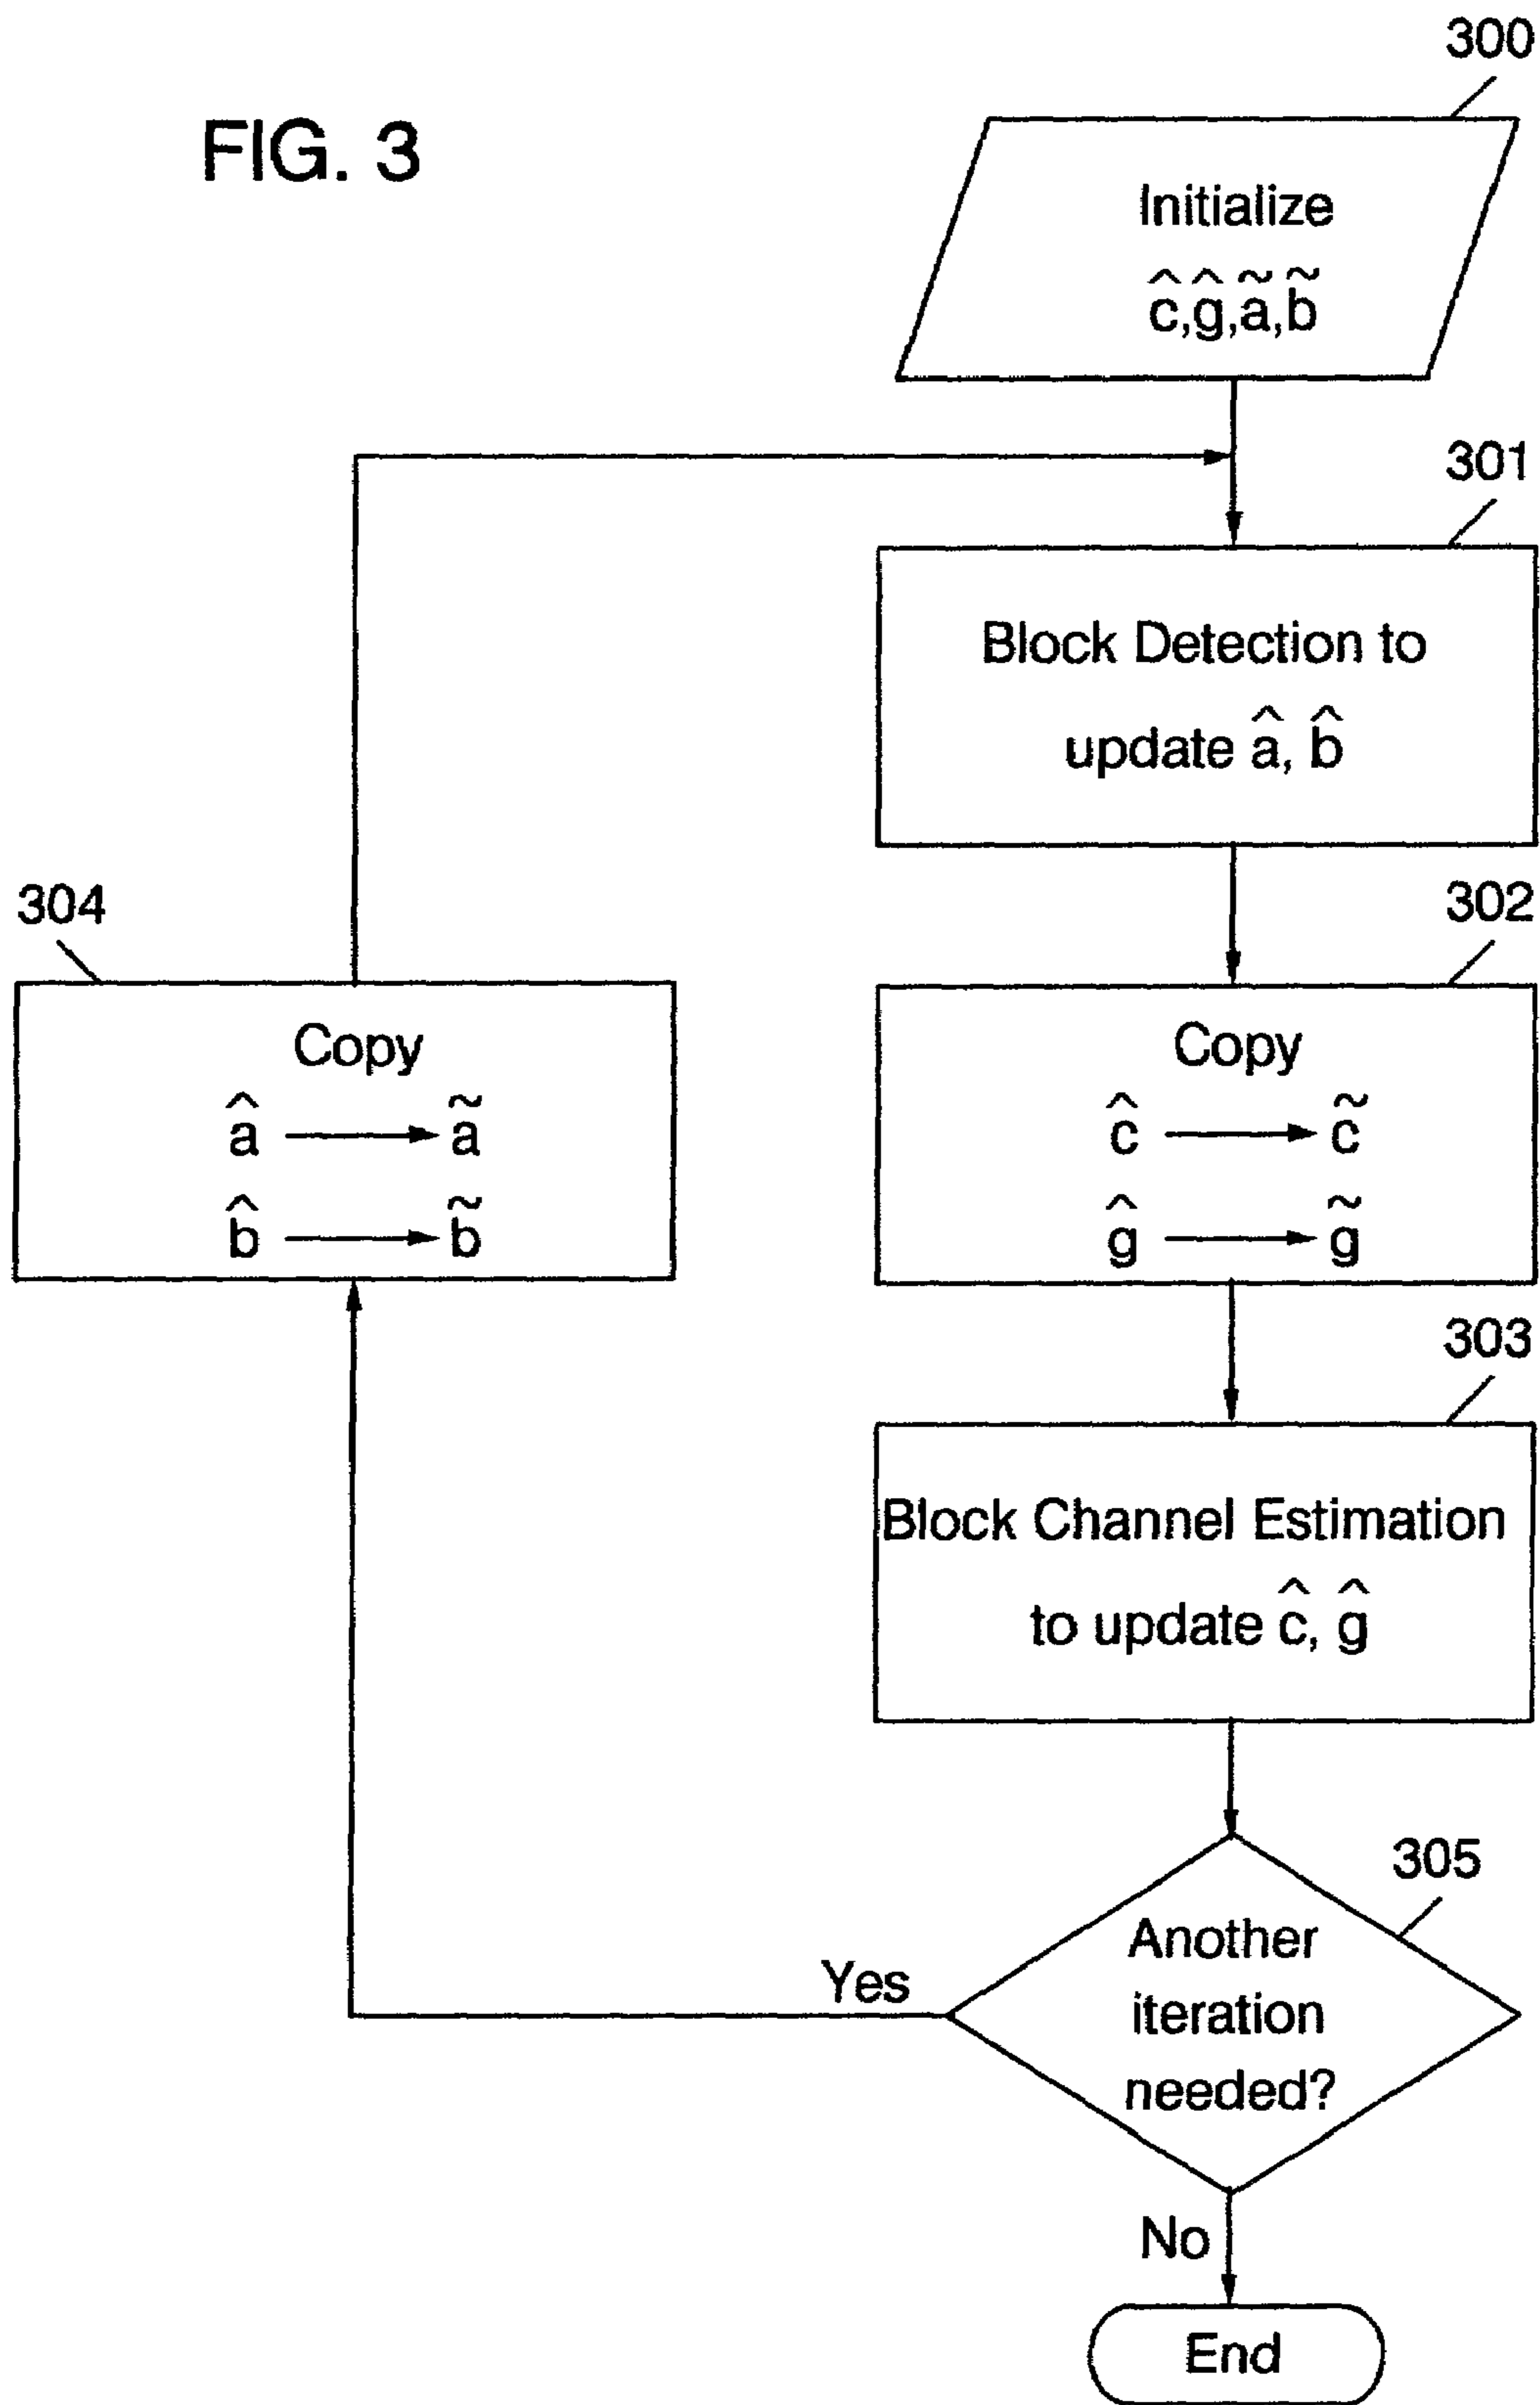 FIG. 3
300
Initialize
ĉ,ĝ,ã,b̃
301
Block Detection to
update â, b̂
304
Copy
â → ã
b̂ → b̃
302
Copy
ĉ → c̃
ĝ → g̃
303
Block Channel Estimation
to update ĉ, ĝ
305
Another
iteration
needed?
Yes
No
End